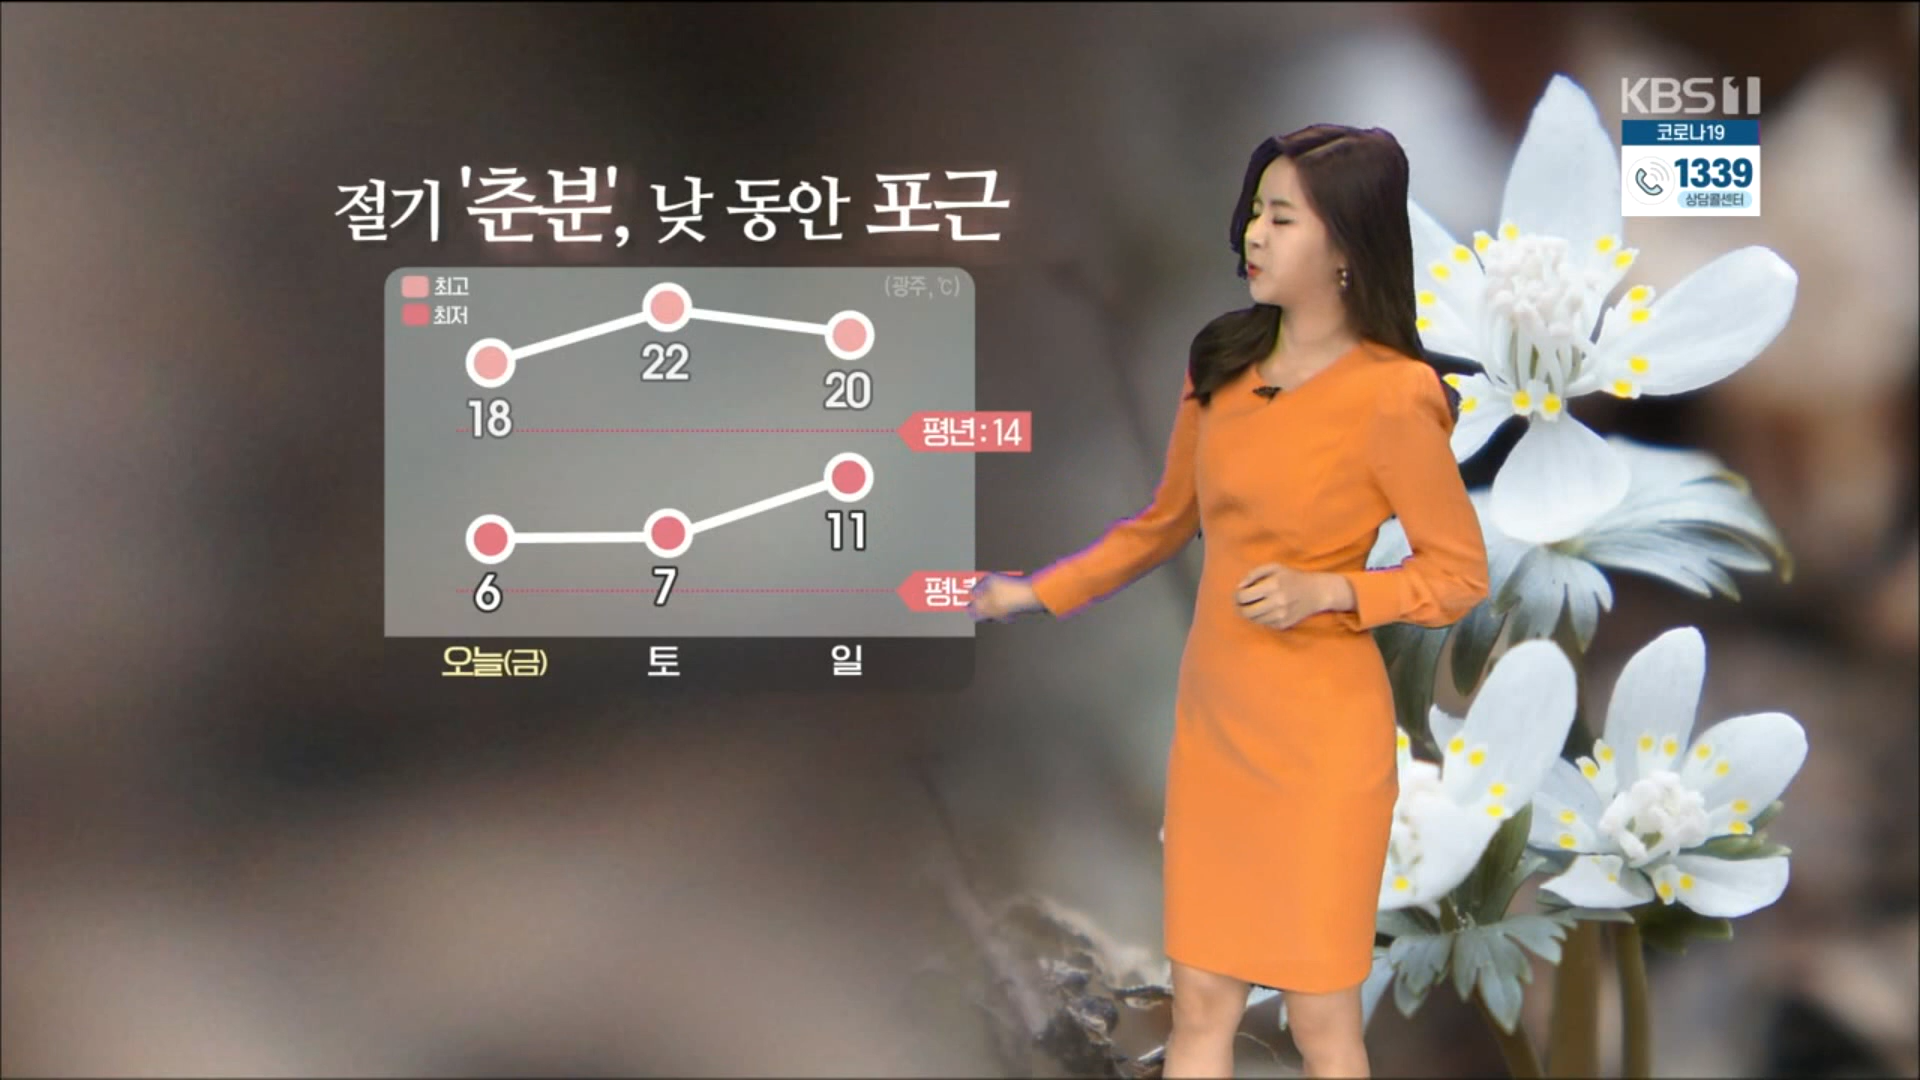 KBS 1
코로나19
1339
상담콜센터
절기 '춘분', 낮 동안 포근
최고
최저
(광주, ℃)
18
22
20
평년 : 14
6
7
11
평년
오늘(금)
토
일